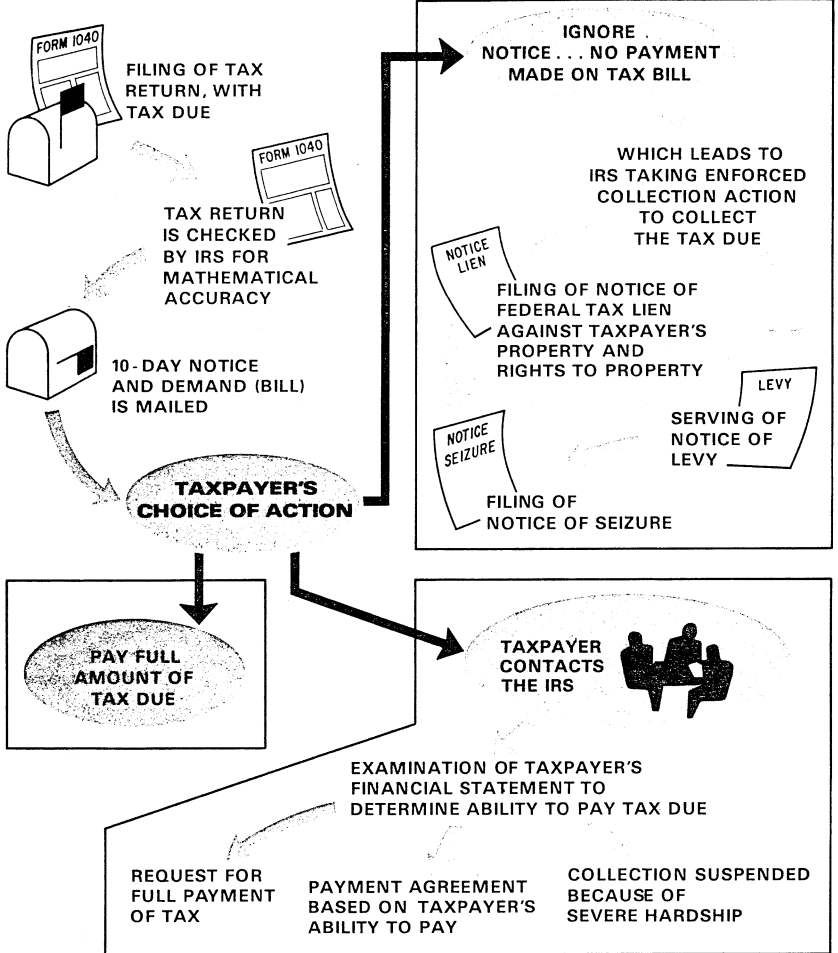 FORM 1040
FILING OF TAX
RETURN, WITH
TAX DUE
FORM 1040
TAX RETURN
IS CHECKED
BY IRS FOR
MATHEMATICAL
ACCURACY
10-DAY NOTICE
AND DEMAND (BILL)
IS MAILED
TAXPAYER'S
CHOICE OF ACTION
IGNORE .
NOTICE... NO PAYMENT
MADE ON TAX BILL
WHICH LEADS TO
IRS TAKING ENFORCED
COLLECTION ACTION
TO COLLECT
THE TAX DUE
NOTICE
LIEN
FILING OF NOTICE OF
FEDERAL TAX LIEN
AGAINST TAXPAYER'S
PROPERTY AND
RIGHTS TO PROPERTY
LEVY
SERVING OF
NOTICE OF
LEVY
NOTICE
SEIZURE
FILING OF
NOTICE OF SEIZURE
PAY FULL
AMOUNT OF
TAX DUE
TAXPAYER
CONTACTS
THE IRS
EXAMINATION OF TAXPAYER'S
FINANCIAL STATEMENT TO
DETERMINE ABILITY TO PAY TAX DUE
REQUEST FOR
FULL PAYMENT
OF TAX
PAYMENT AGREEMENT
BASED ON TAXPAYER'S
ABILITY TO PAY
COLLECTION SUSPENDED
BECAUSE OF
SEVERE HARDSHIP